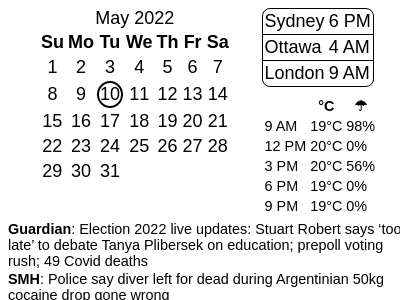 May 2022
Su Mo Tu We Th Fr Sa
1 2 3 4 5 6 7
8 9 10 11 12 13 14
15 16 17 18 19 20 21
22 23 24 25 26 27 28
29 30 31
Sydney 6 PM
Ottawa 4 AM
London 9 AM
°C ☂
9 AM 19°C 98%
12 PM 20°C 0%
3 PM 20°C 56%
6 PM 19°C 0%
9 PM 19°C 0%
Guardian: Election 2022 live updates: Stuart Robert says ‘too
late’ to debate Tanya Plibersek on education; prepoll voting
rush; 49 Covid deaths
SMH: Police say diver left for dead during Argentinian 50kg
cocaine drop gone wrong